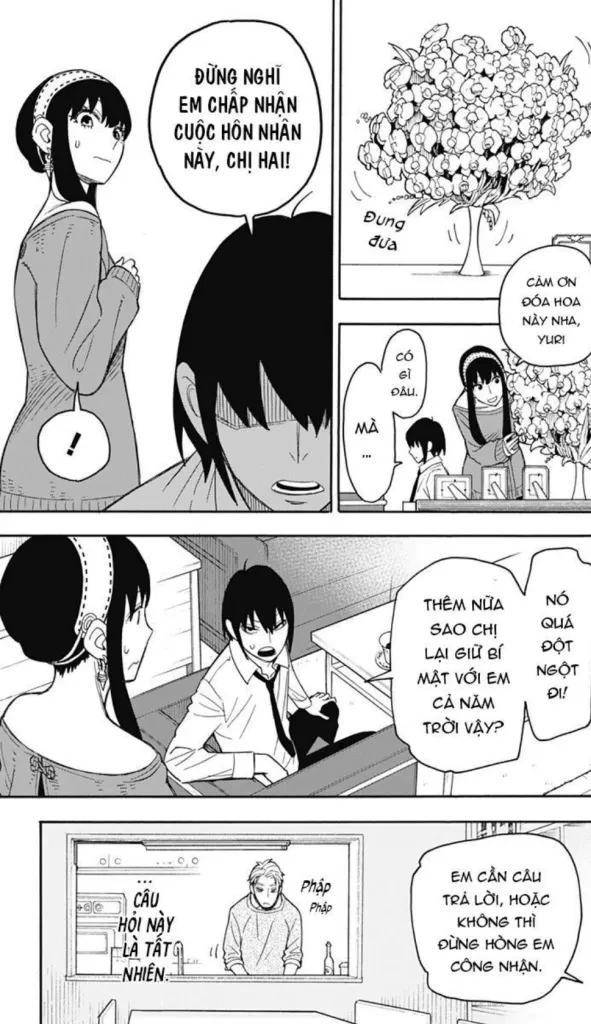 Đung
đưa
CẢM ƠN
ĐÓA HOA
NÀY NHA,
YURI
CÓ
GÌ
ĐÂU.
MÀ
...
ĐỪNG NGHĨ
EM CHẤP NHẬN
CUỘC HÔN NHÂN
NÀY, CHỊ HAI!
!
NÓ
QUÁ
ĐỘT
NGỘT
ĐI!
THÊM NỮA
SAO CHỊ
LẠI GIỮ BÍ
MẬT VỚI EM
CẢ NĂM
TRỜI VẬY?
EM CẦN CÂU
TRẢ LỜI, HOẶC
KHÔNG THÌ
ĐỪNG HÒNG EM
CÔNG NHẬN.
Phập
Phập
...
CÂU
HỎI NÀY
LÀ TẤT
NHIÊN.